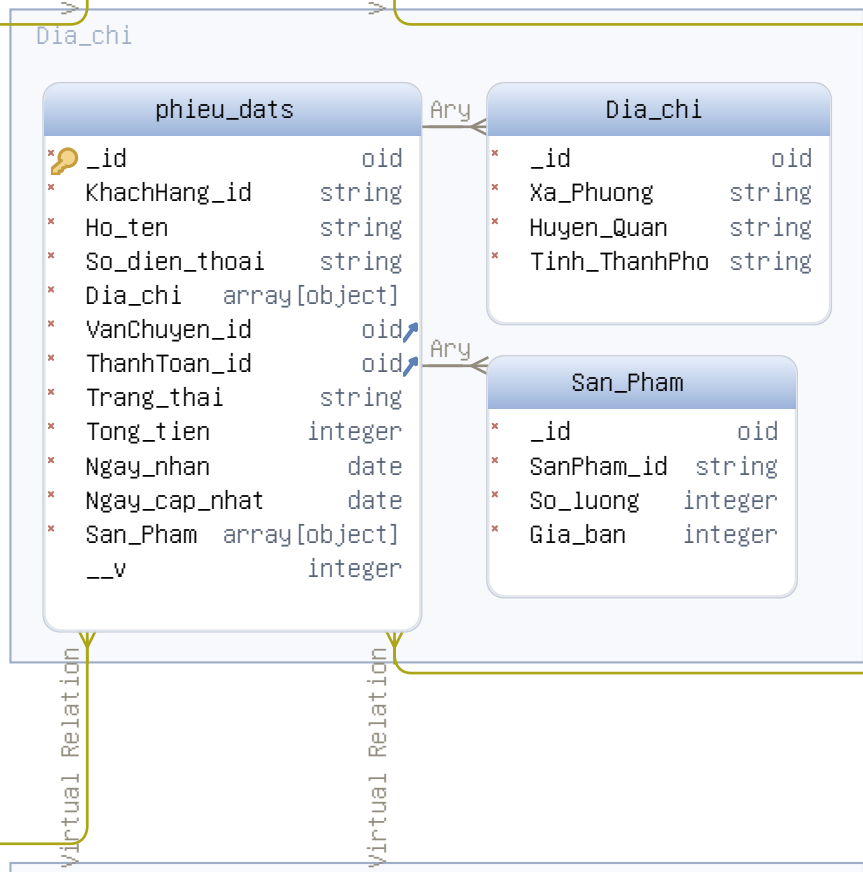 Dia_chi
phieu_dats
_id oid
KhachHang_id string
Ho_ten string
So_dien_thoai string
Dia_chi array[object]
VanChuyen_id oid
ThanhToan_id oid
Trang_thai string
Tong_tien integer
Ngay_nhan date
Ngay_cap_nhat date
San_Pham array[object]
__v integer
Ary
Dia_chi
_id oid
Xa_Phuong string
Huyen_Quan string
Tinh_ThanhPho string
Ary
San_Pham
_id oid
SanPham_id string
So_luong integer
Gia_ban integer
Virtual Relation
Virtual Relation